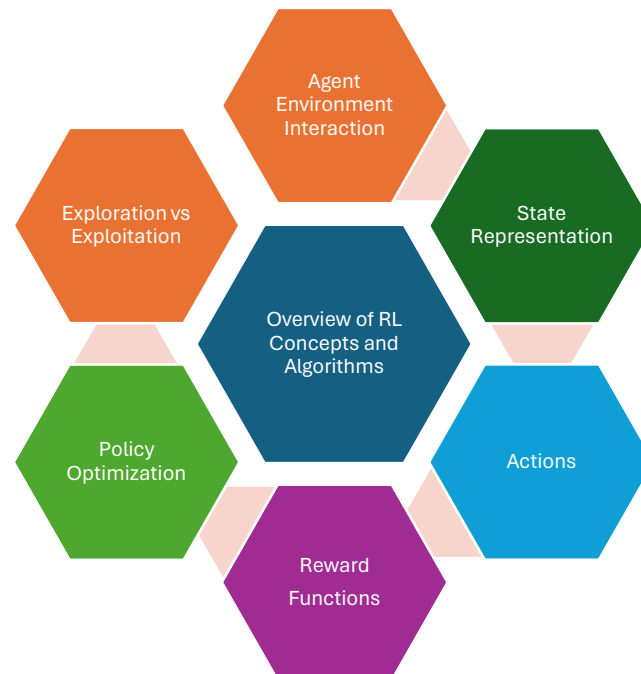 Agent
Environment
Interaction
State
Representation
Actions
Reward
Functions
Policy
Optimization
Exploration vs
Exploitation
Overview of RL
Concepts and
Algorithms